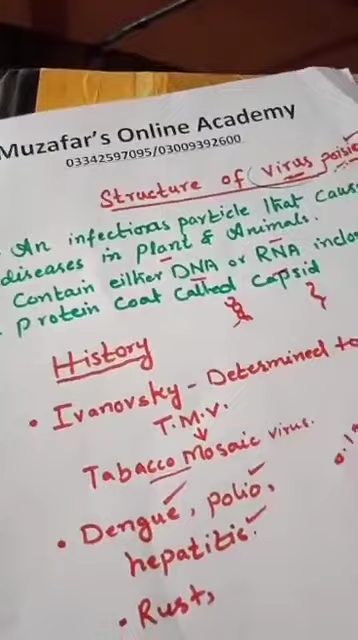 Muzafar's Online Academy
03342597095/03009392600
Structure of virus
An infectious particle that
diseases in Plant & Animals.
Contain either DNA or RNA
Protein coat Called Capsid
History
• Ivanovsky - Determined
T.M.V.
Tabacco Mosaic virus.
• Dengue, polio,
hepatitis.
• Rust,